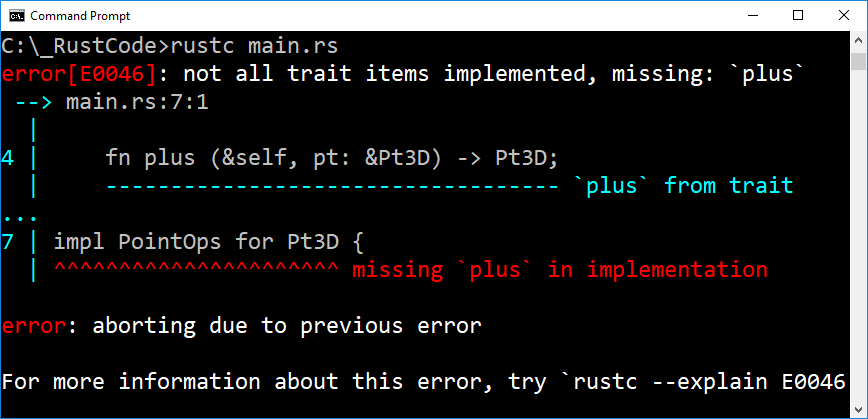 Command Prompt
C:\_RustCode>rustc main.rs
error[E0046]: not all trait items implemented, missing: `plus`
 --> main.rs:7:1
  |
4 |     fn plus (&self, pt: &Pt3D) -> Pt3D;
  |     ----------------------------------- `plus` from trait
...
7 | impl PointOps for Pt3D {
  | ^^^^^^^^^^^^^^^^^^^^^^ missing `plus` in implementation
error: aborting due to previous error
For more information about this error, try `rustc --explain E0046